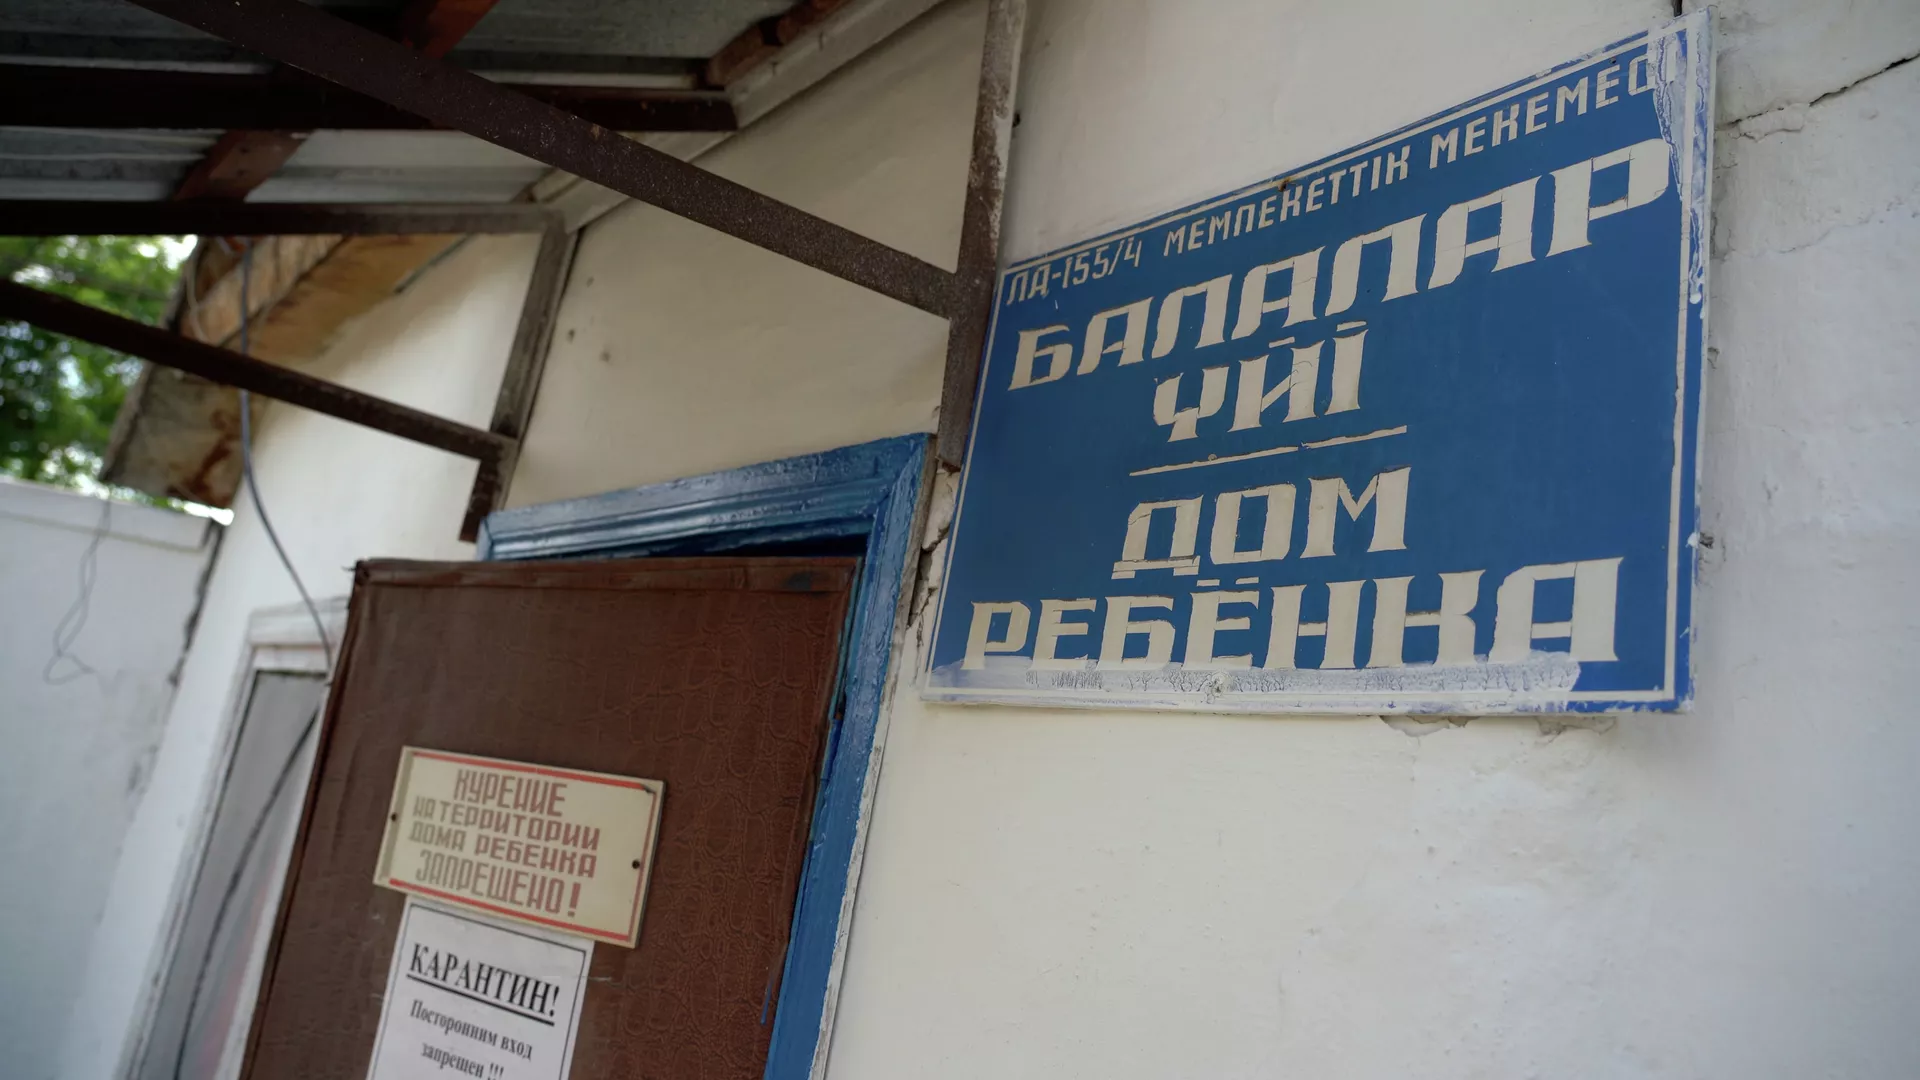 ЛА-155/4 МЕМЛЕКЕТТІК МЕКЕМЕСІ
БАЛАЛАР
ҮЙІ
ДОМ
РЕБЁНКА
КУРЕНИЕ
НА ТЕРРИТОРИИ
ДОМА РЕБЕНКА
ЗАПРЕЩЕНО!
КАРАНТИН!
Посторонним вход
запрещен !!!